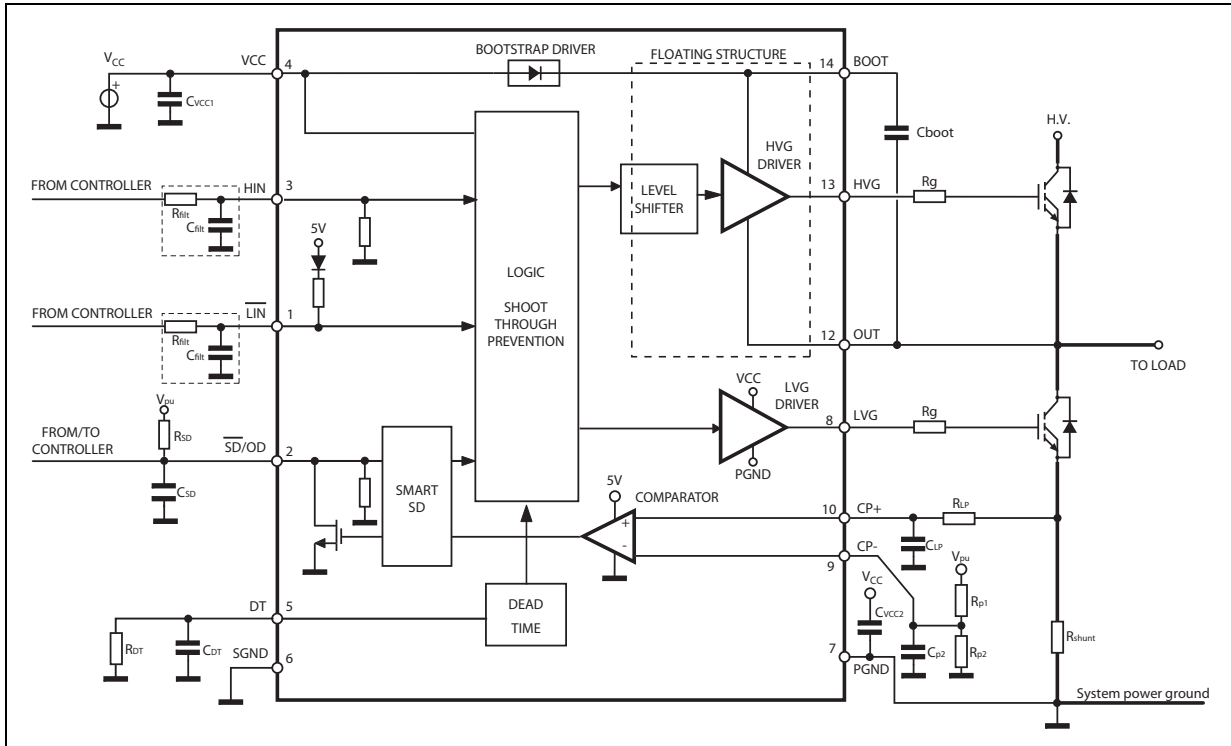 BOOTSTRAP DRIVER
FLOATING STRUCTURE
VCC
4
14
BOOT
VCC
+
CVCC1
H.V.
Cboot
HVG
DRIVER
FROM CONTROLLER
HIN
3
LEVEL
SHIFTER
13
HVG
Rg
Rfilt
Cfilt
5V
LOGIC
SHOOT
THROUGH
PREVENTION
FROM CONTROLLER
LIN
1
12
OUT
Rfilt
Cfilt
TO LOAD
VCC
LVG
DRIVER
Vpu
RSD
8
LVG
Rg
FROM/TO
CONTROLLER
SD/OD
2
PGND
CSD
SMART
SD
5V
COMPARATOR
+
-
10
CP+
RLP
CLP
CP-
9
Vpu
VCC
Rp1
CVCC2
DT
5
DEAD
TIME
RDT
CDT
SGND
6
7
PGND
Cp2
Rp2
Rshunt
System power ground